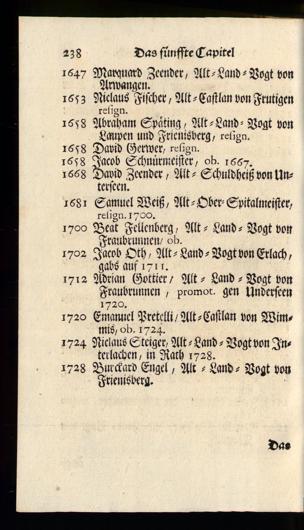 238 Das fünffte Capitel
1647 Marquard Zeender, Alt-Land-Vogt von
Arwangen.
1653 Niclaus Fischer, Alt-Castlan von Frutigen
resign.
1658 Abraham Späting, Alt-Land-Vogt von
Laupen und Frienisberg, resign.
1658 David Gerwer, resign.
1658 Jacob Schnürmeister, ob. 1667.
1668 David Zeender, Alt-Schuldheiß von Un-
terseen.
1681 Samuel Weiß, Alt-Ober-Spitalmeister,
resign. 1700.
1700 Beat Fellenberg, Alt-Land-Vogt von
Fraubrunnen, ob.
1702 Jacob Oth, Alt-Land-Vogt von Erlach,
gabs auf 1711.
1712 Adrian Gottier, Alt-Land-Vogt von
Fraubrunnen, promot. gen Underseen
1720.
1720 Emanuel Pretelli, Alt-Castlan von Wim-
mis, ob. 1724.
1724 Niclaus Steiger, Alt-Land-Vogt von In-
terlachen, in Rath 1728.
1728 Burckard Engel, Alt-Land-Vogt von
Frienisberg.
Das